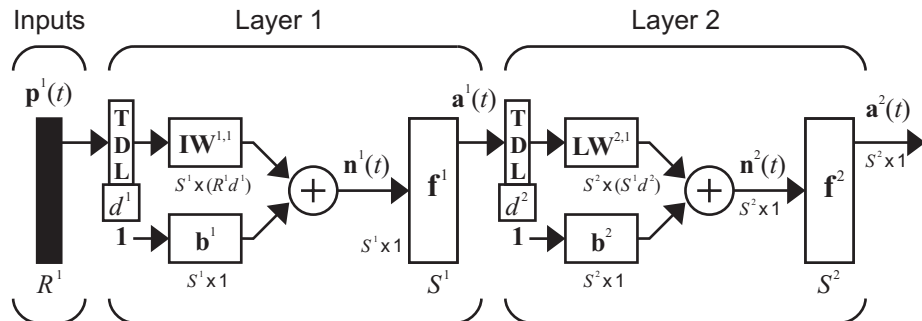 Inputs
Layer 1
Layer 2
p¹(t)
a¹(t)
a²(t)
T
D
L
IW¹,¹
n¹(t)
f¹
T
D
L
LW²,¹
n²(t)
f²
S²x1
S¹x(R¹d¹)
S²x(S¹d²)
S²x1
d¹
d²
1
b¹
S¹x1
1
b²
S¹x1
S²x1
R¹
S¹
S²